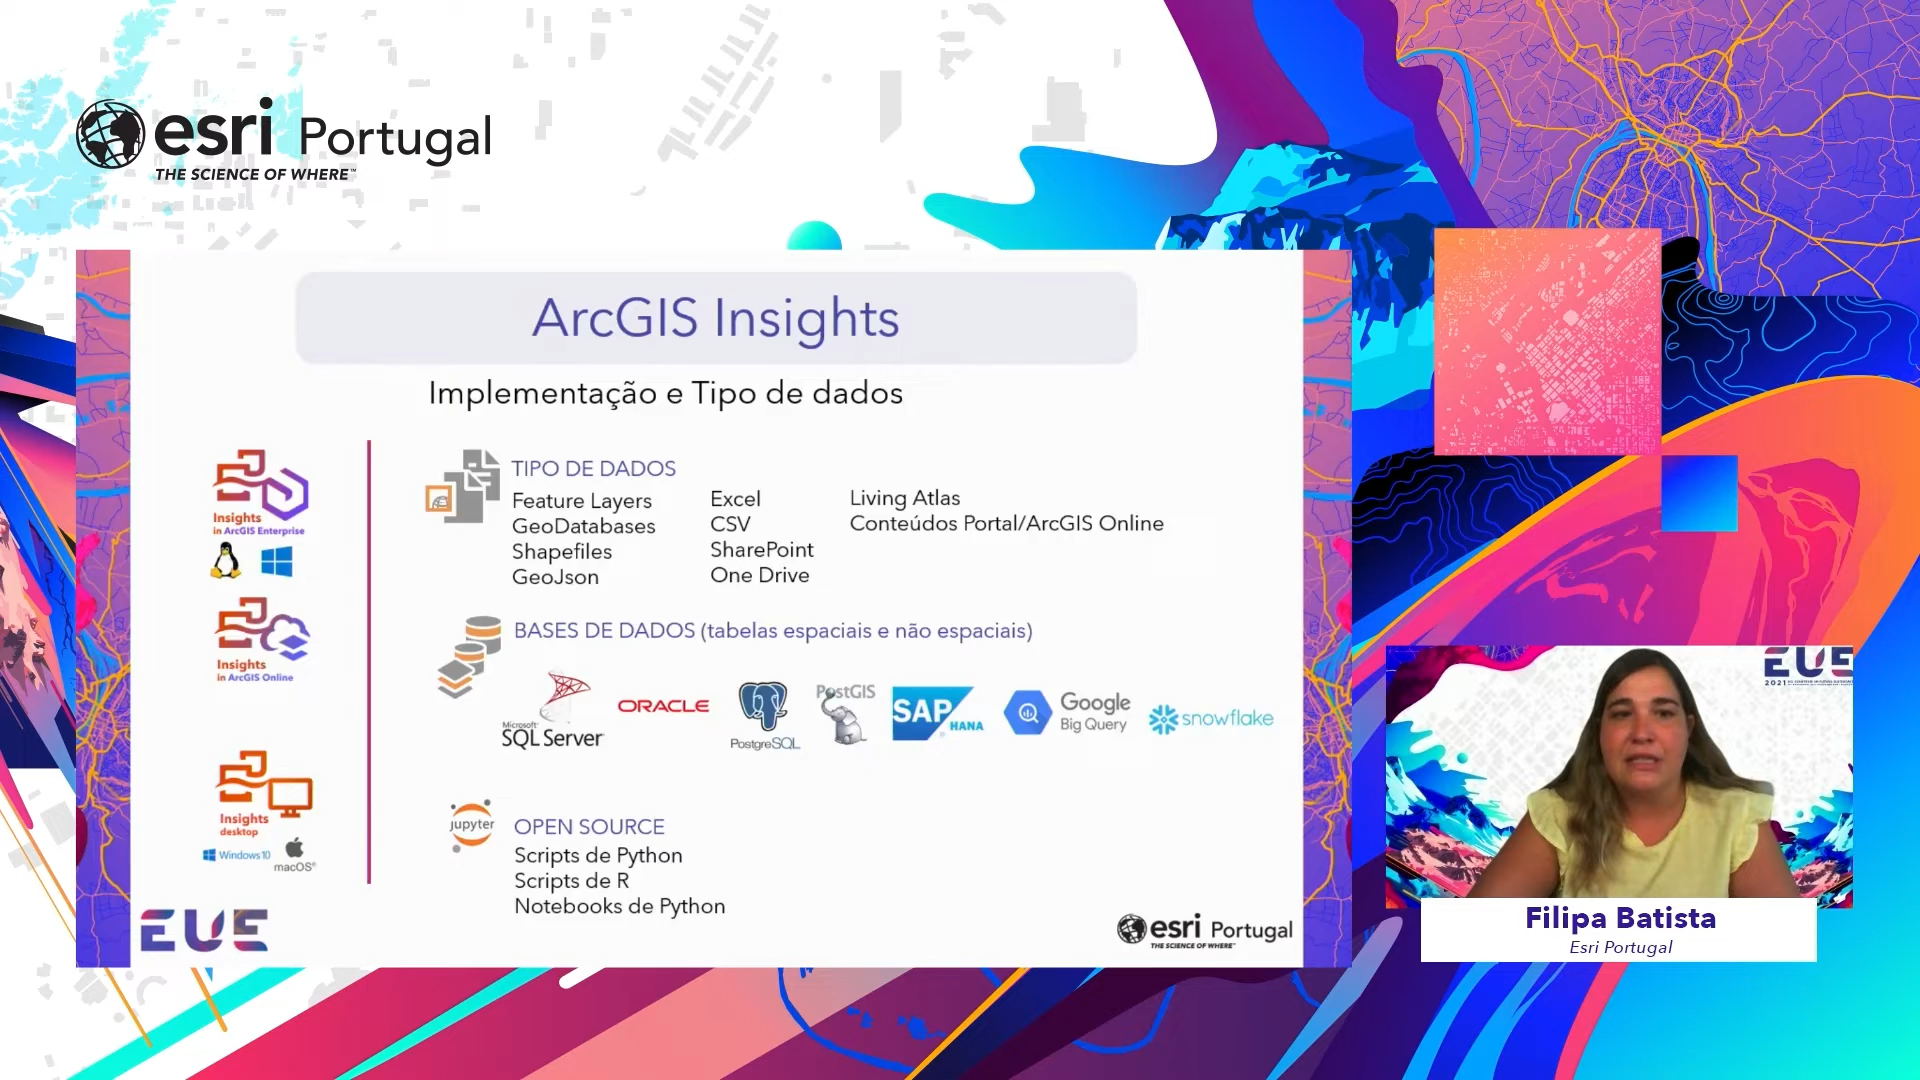 esri Portugal
THE SCIENCE OF WHERE™
ArcGIS Insights
Implementação e Tipo de dados
Insights
in ArcGIS Enterprise
Insights
in ArcGIS Online
Insights
desktop
Windows 10
macOS®
TIPO DE DADOS
Feature Layers
GeoDatabases
Shapefiles
GeoJson
Excel
CSV
SharePoint
One Drive
Living Atlas
Conteúdos Portal/ArcGIS Online
BASES DE DADOS (tabelas espaciais e não espaciais)
Microsoft®
SQL Server®
ORACLE
PostgreSQL
PostGIS
SAP HANA
Google
Big Query
snowflake
jupyter
OPEN SOURCE
Scripts de Python
Scripts de R
Notebooks de Python
EUE
esri Portugal
THE SCIENCE OF WHERE™
EUE
2021
Filipa Batista
Esri Portugal